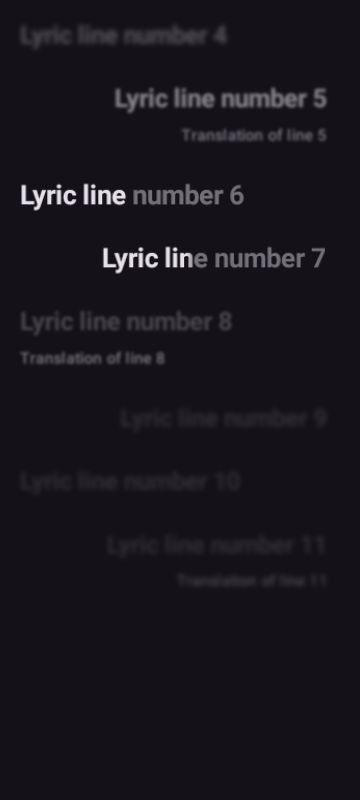 Lyric line number 4
Lyric line number 5
Translation of line 5
Lyric line number 6
Lyric line number 7
Lyric line number 8
Translation of line 8
Lyric line number 9
Lyric line number 10
Lyric line number 11
Translation of line 11